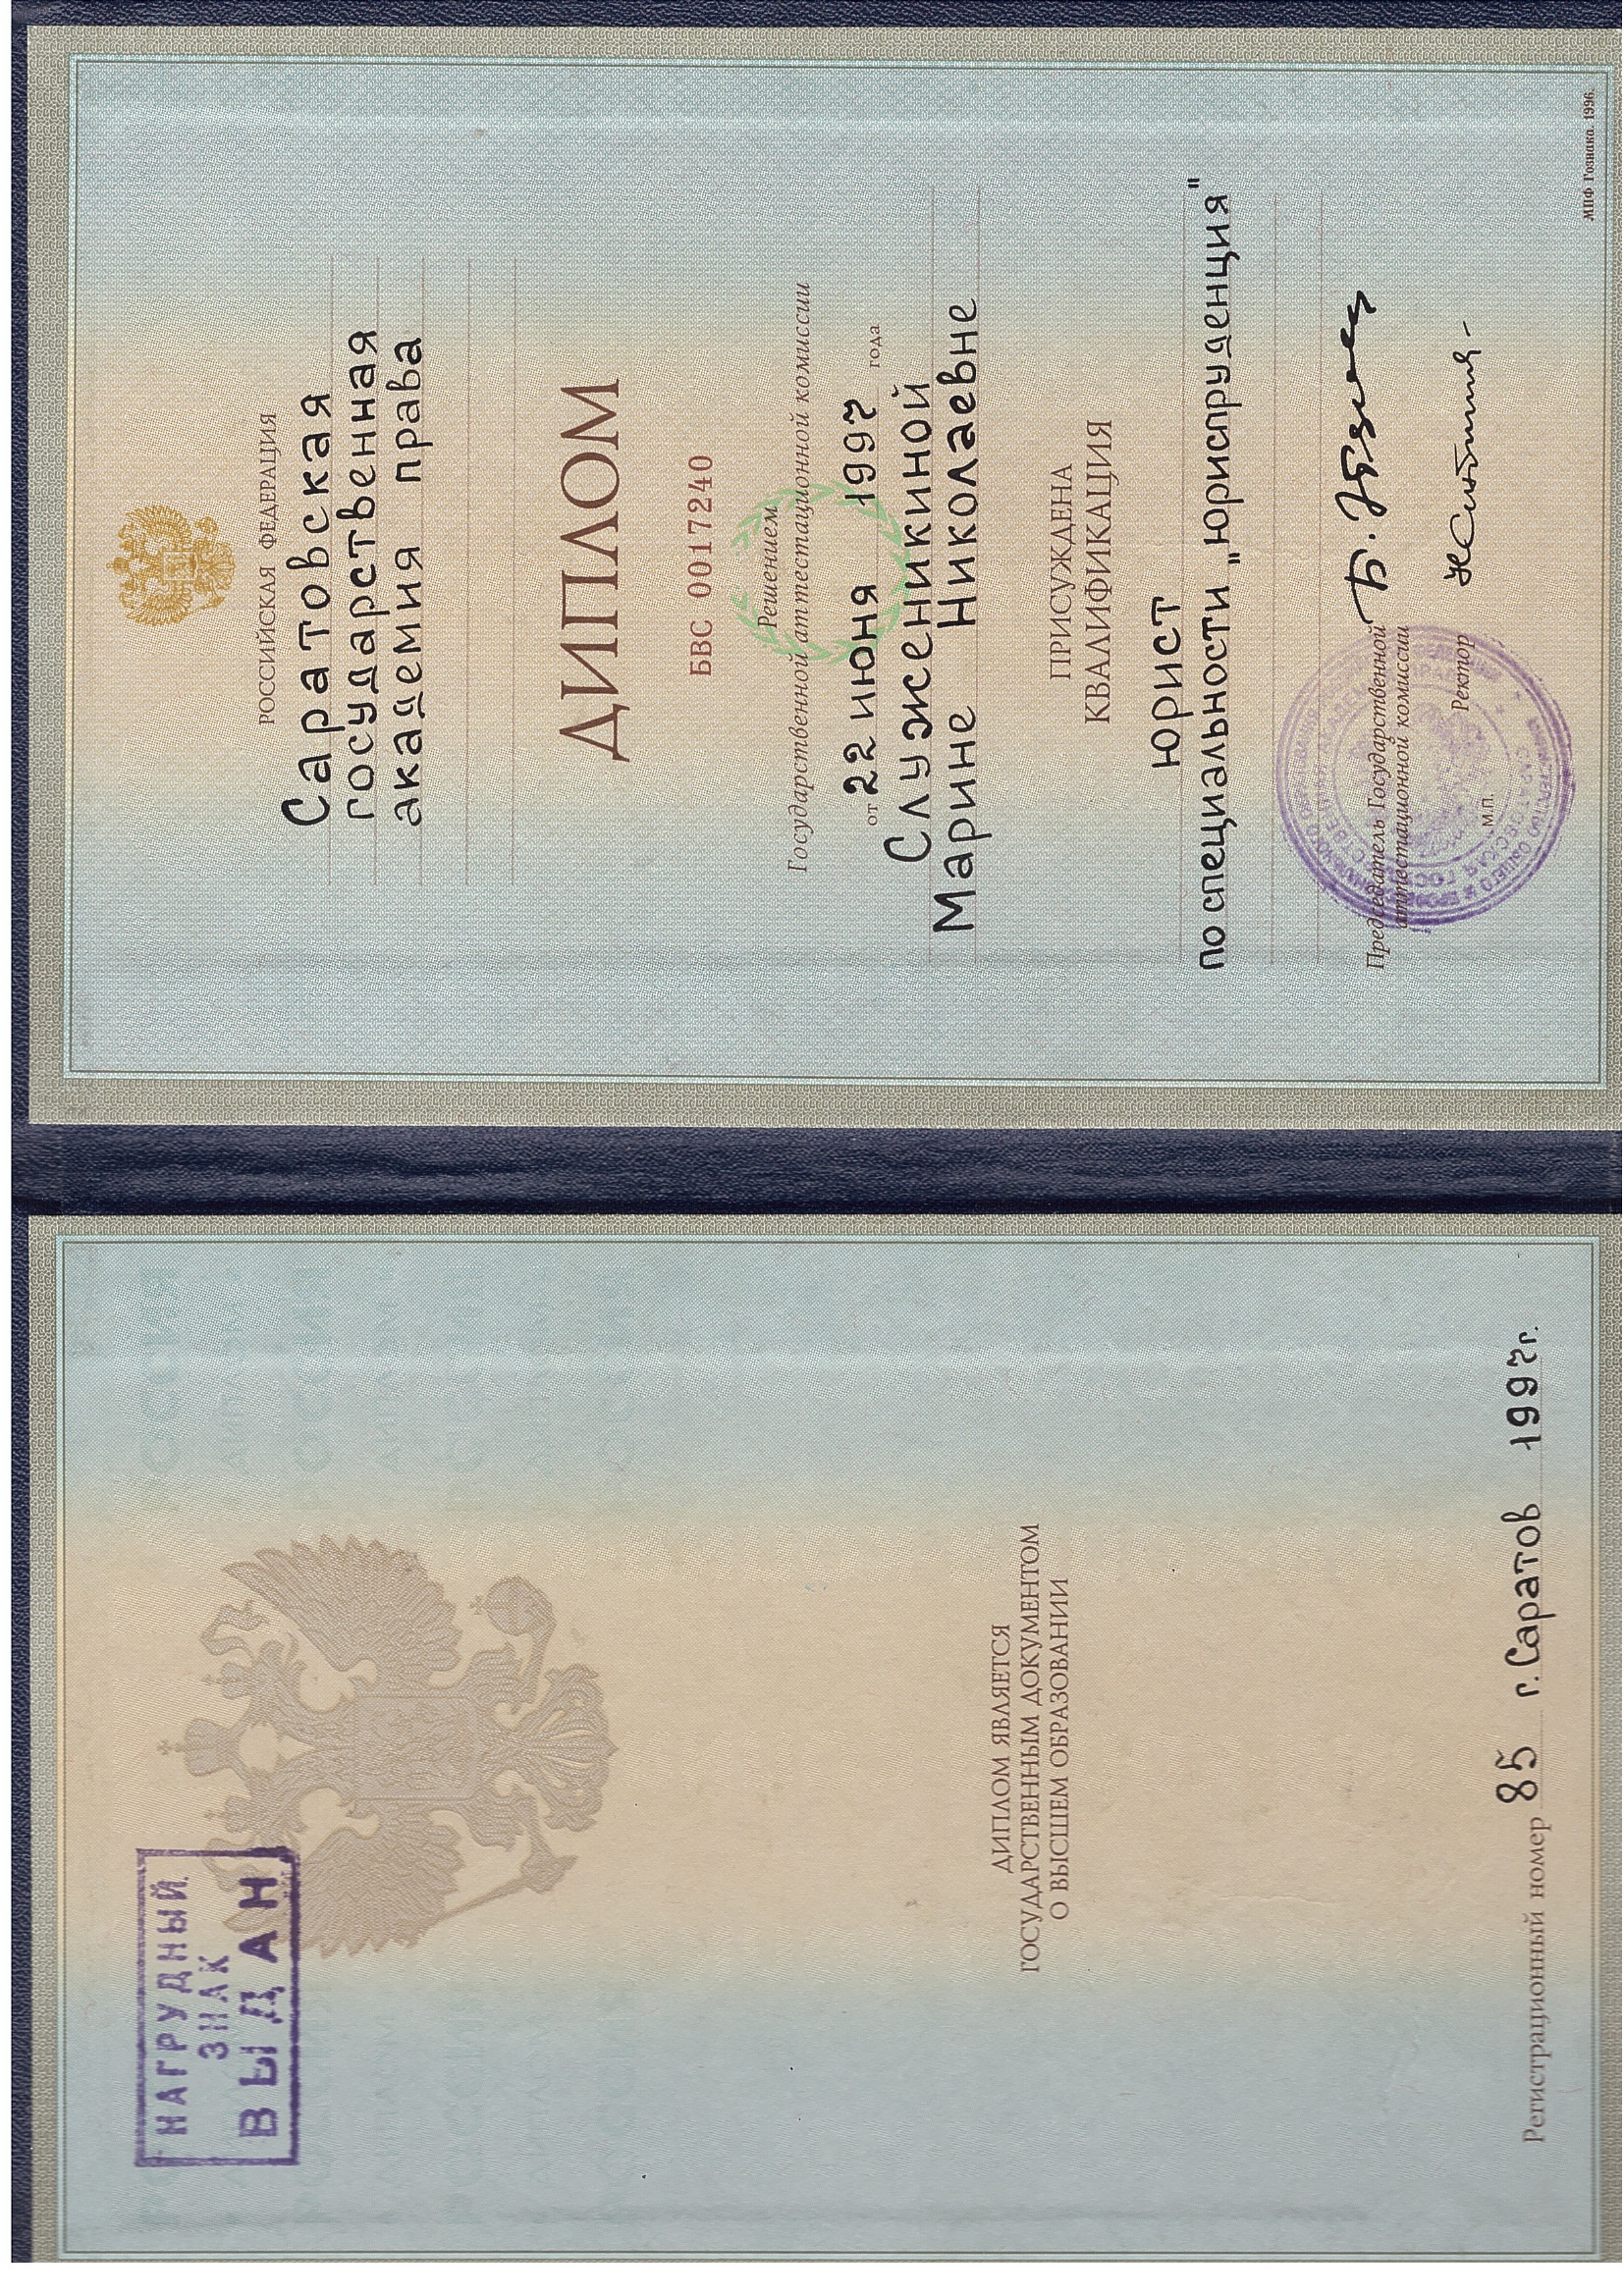 НАГРУДНЫЙ
ЗНАК
ВЫДАН
ДИПЛОМ ЯВЛЯЕТСЯ
ГОСУДАРСТВЕННЫМ ДОКУМЕНТОМ
О ВЫСШЕМ ОБРАЗОВАНИИ
Регистрационный номер 85 г. Саратов 1997г.
РОССИЙСКАЯ ФЕДЕРАЦИЯ
Саратовская
государственная
академия права
ДИПЛОМ
БВС 0017240
Решением
Государственной аттестационной комиссии
от 22 июня 1997 года
Служеникиной
Марине Николаевне
ПРИСУЖДЕНА
КВАЛИФИКАЦИЯ
юрист
по специальности „юриспруденция"
Председатель Государственной
аттестационной комиссии
Ректор
М.П.
МПФ Гознака. 1996.